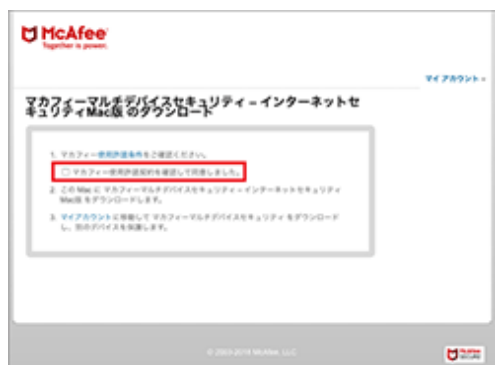 McAfee
Together is power.
マイ アカウント
マカフィーマルチデバイスセキュリティ – インターネットセ
キュリティMac版 のダウンロード
1. マカフィー使用許諾条件をご確認ください。
マカフィー使用許諾契約を確認して同意しました。
2. この Mac に マカフィーマルチデバイスセキュリティ – インターネットセキュリティ
Mac版 をダウンロードします。
3. マイアカウントに移動して マカフィーマルチデバイスセキュリティ をダウンロード
し、別のデバイスを保護します。
© 2003-2018 McAfee, LLC
McAfee
SECURE